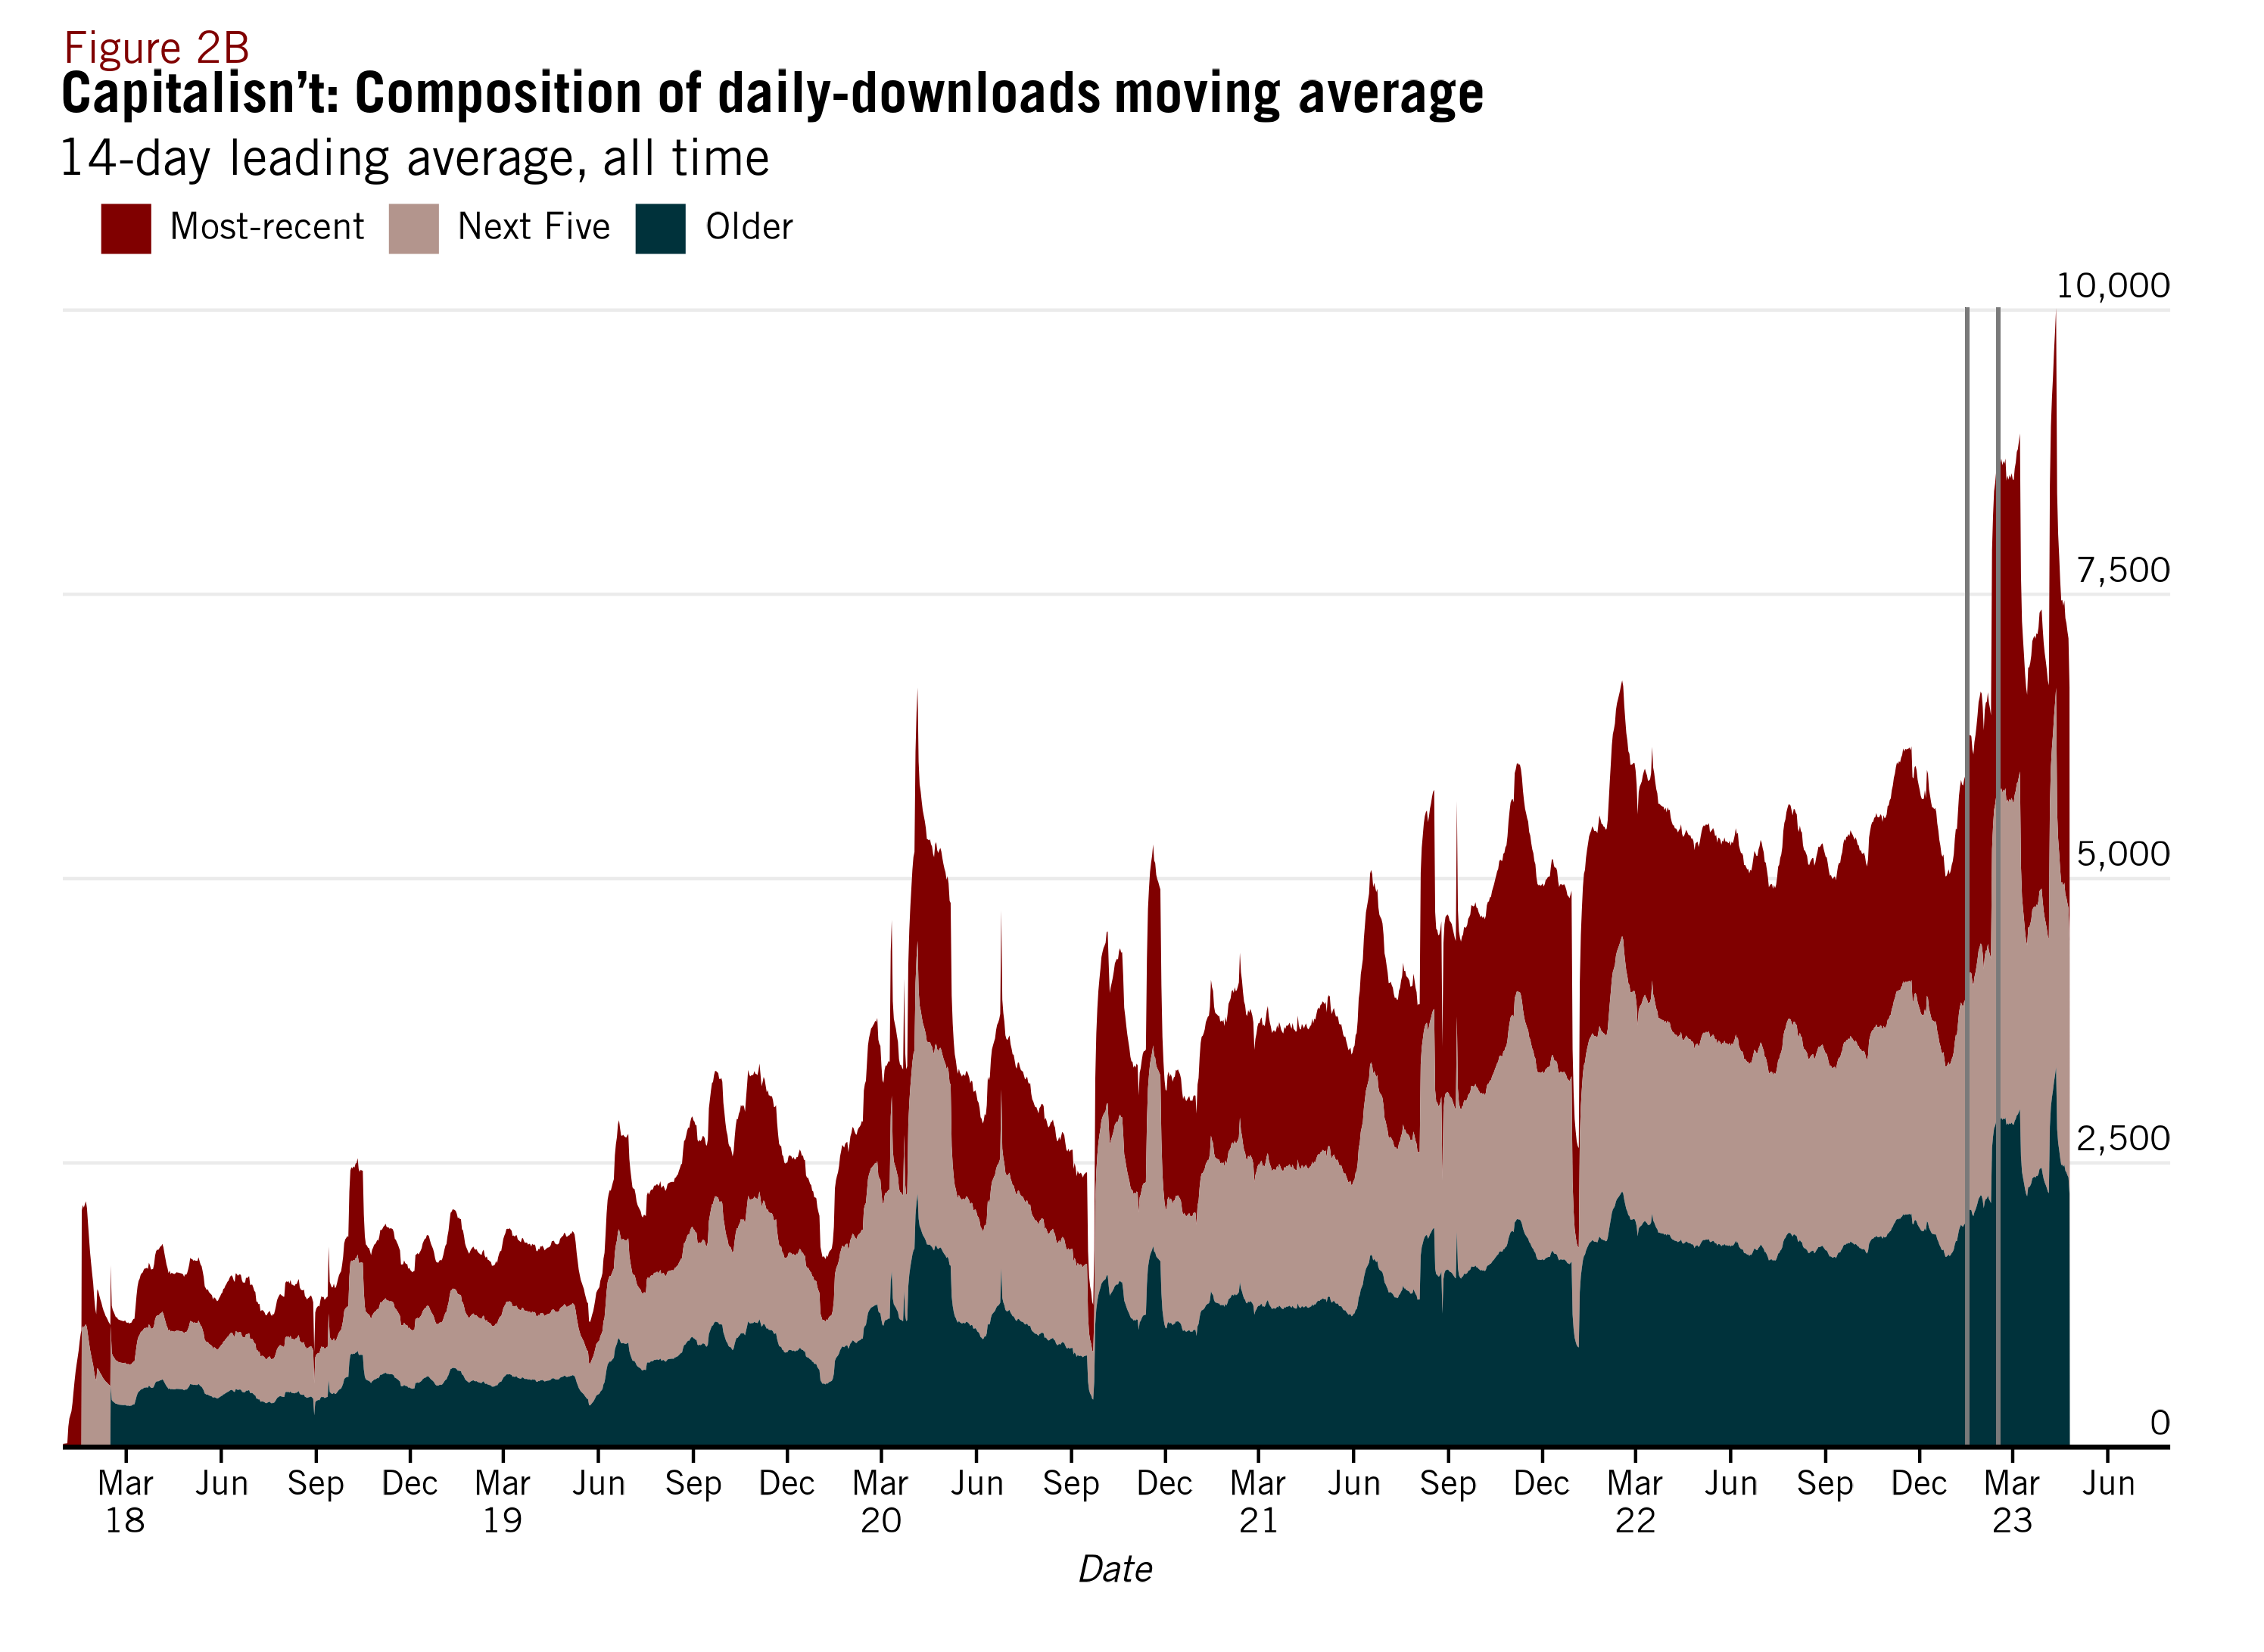 Figure 2B
Capitalisn’t: Composition of daily-downloads moving average
14-day leading average, all time
Most-recent Next Five Older
10,000
7,500
5,000
2,500
0
Mar Jun Sep Dec Mar Jun Sep Dec Mar Jun Sep Dec Mar Jun Sep Dec Mar Jun Sep Dec Mar Jun
18 19 20 21 22 23
Date